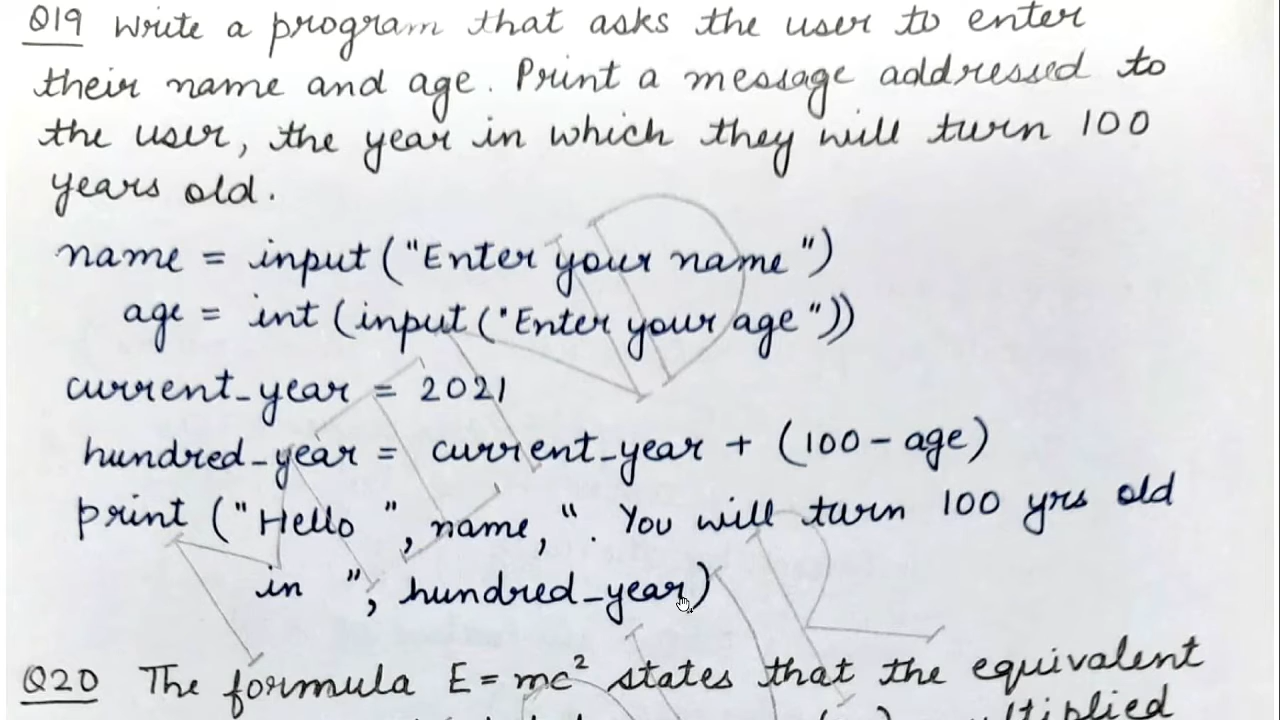 Q19 Write a program that asks the user to enter
their name and age. Print a message addressed to
the user, the year in which they will turn 100
years old.
name = input ("Enter your name ")
age = int (input ("Enter your age "))
current_year = 2021
hundred_year = current_year + (100 - age)
print ("Hello ", name, ". You will turn 100 yrs old
in ", hundred_year)
Q20 The formula E = mc² states that the equivalent